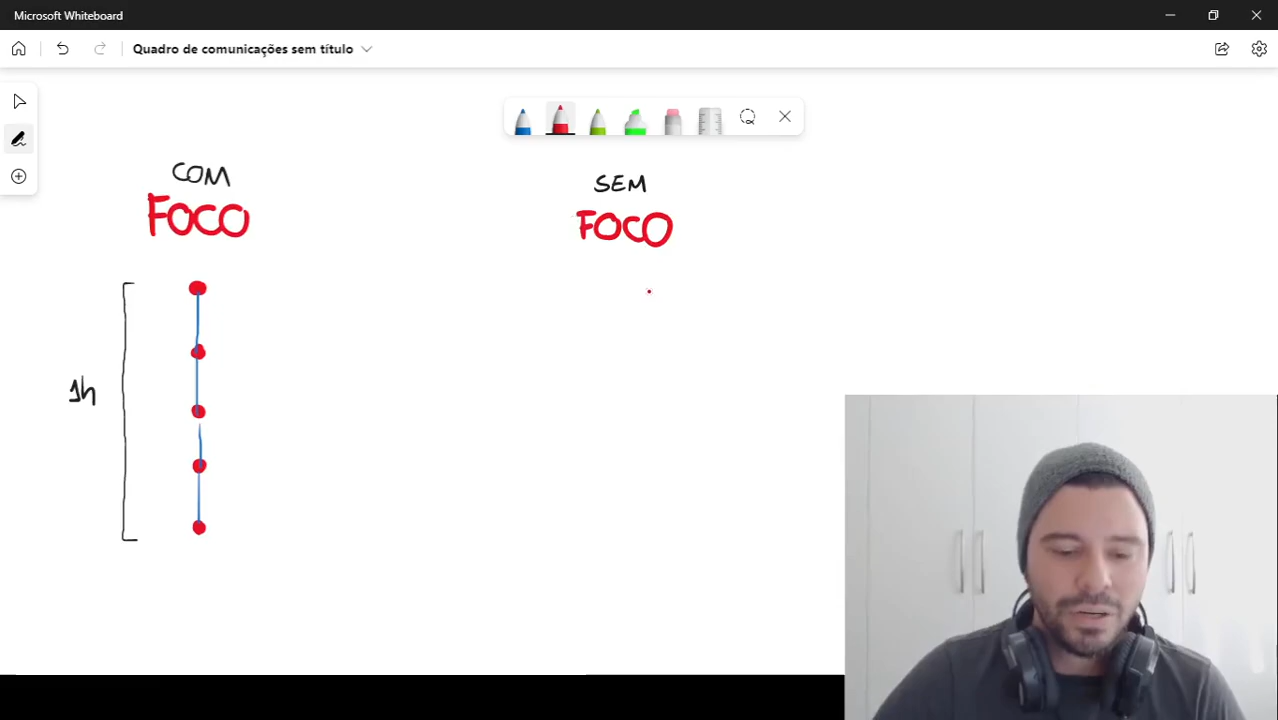 Microsoft Whiteboard
Quadro de comunicações sem título
COM
FOCO
SEM
FOCO
1h